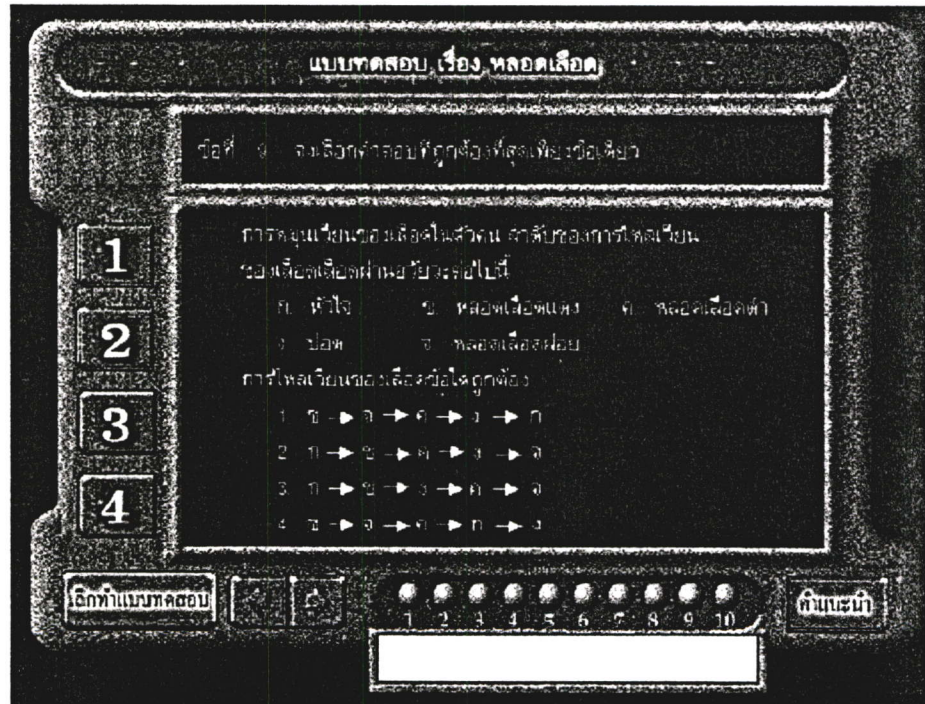 แบบทดสอบ เรื่อง หลอดเลือด
ข้อที่ จงเลือกคำตอบที่ถูกต้องที่สุดเพียงข้อเดียว
การหมุนเวียนของเลือดในตัวคน ลำดับของการไหลเวียน
ของเลือดเลือดผ่านอวัยวะต่อไปนี้
ก. หัวใจ ข. หลอดเลือดแดง ค. หลอดเลือดดำ
ง. ปอด จ. หลอดเลือดฝอย
การไหลเวียนของเลือดข้อใดถูกต้อง
1. ข → จ → ค → ง → ก
2. ก → ข → ค → ง → จ
3. ก → ข → ง → ค → จ
4. ข → จ → ค → ก → ง
1
2
3
4
เลิกทำแบบทดสอบ
1 2 3 4 5 6 7 8 9 10
คำแนะนำ